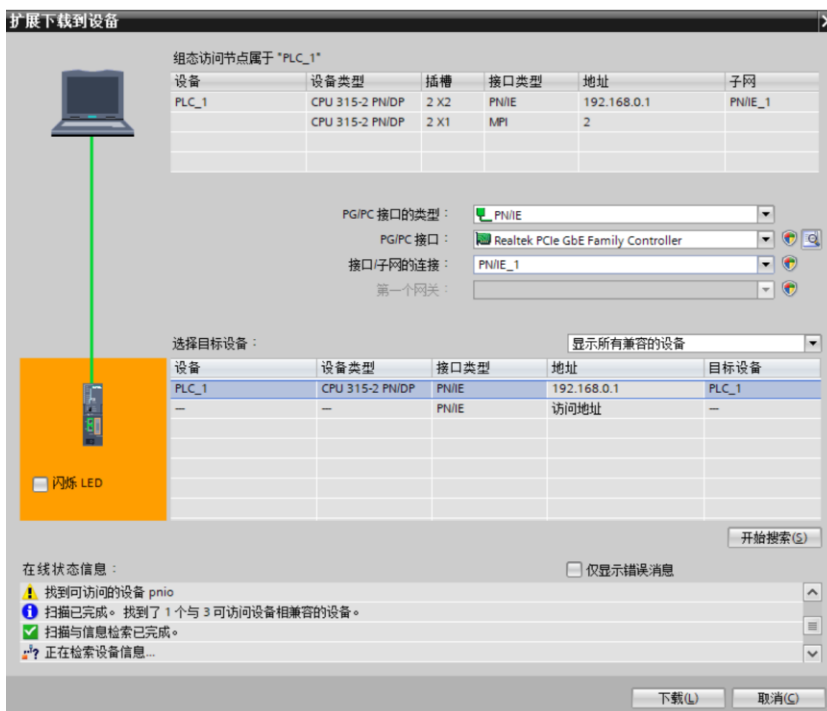 扩展下载到设备
组态访问节点属于 "PLC_1"
设备 设备类型 插槽 接口类型 地址 子网
PLC_1 CPU 315-2 PN/DP 2 X2 PN/IE 192.168.0.1 PN/IE_1
CPU 315-2 PN/DP 2 X1 MPI 2
PG/PC 接口的类型： PN/IE
PG/PC 接口： Realtek PCIe GbE Family Controller
接口/子网的连接： PN/IE_1
第一个网关：
选择目标设备： 显示所有兼容的设备
设备 设备类型 接口类型 地址 目标设备
PLC_1 CPU 315-2 PN/DP PN/IE 192.168.0.1 PLC_1
— — PN/IE 访问地址 —
闪烁 LED
开始搜索(S)
在线状态信息： 仅显示错误消息
找到可访问的设备 pnio
扫描已完成。找到了 1 个与 3 可访问设备相兼容的设备。
扫描与信息检索已完成。
正在检索设备信息...
下载(L) 取消(C)